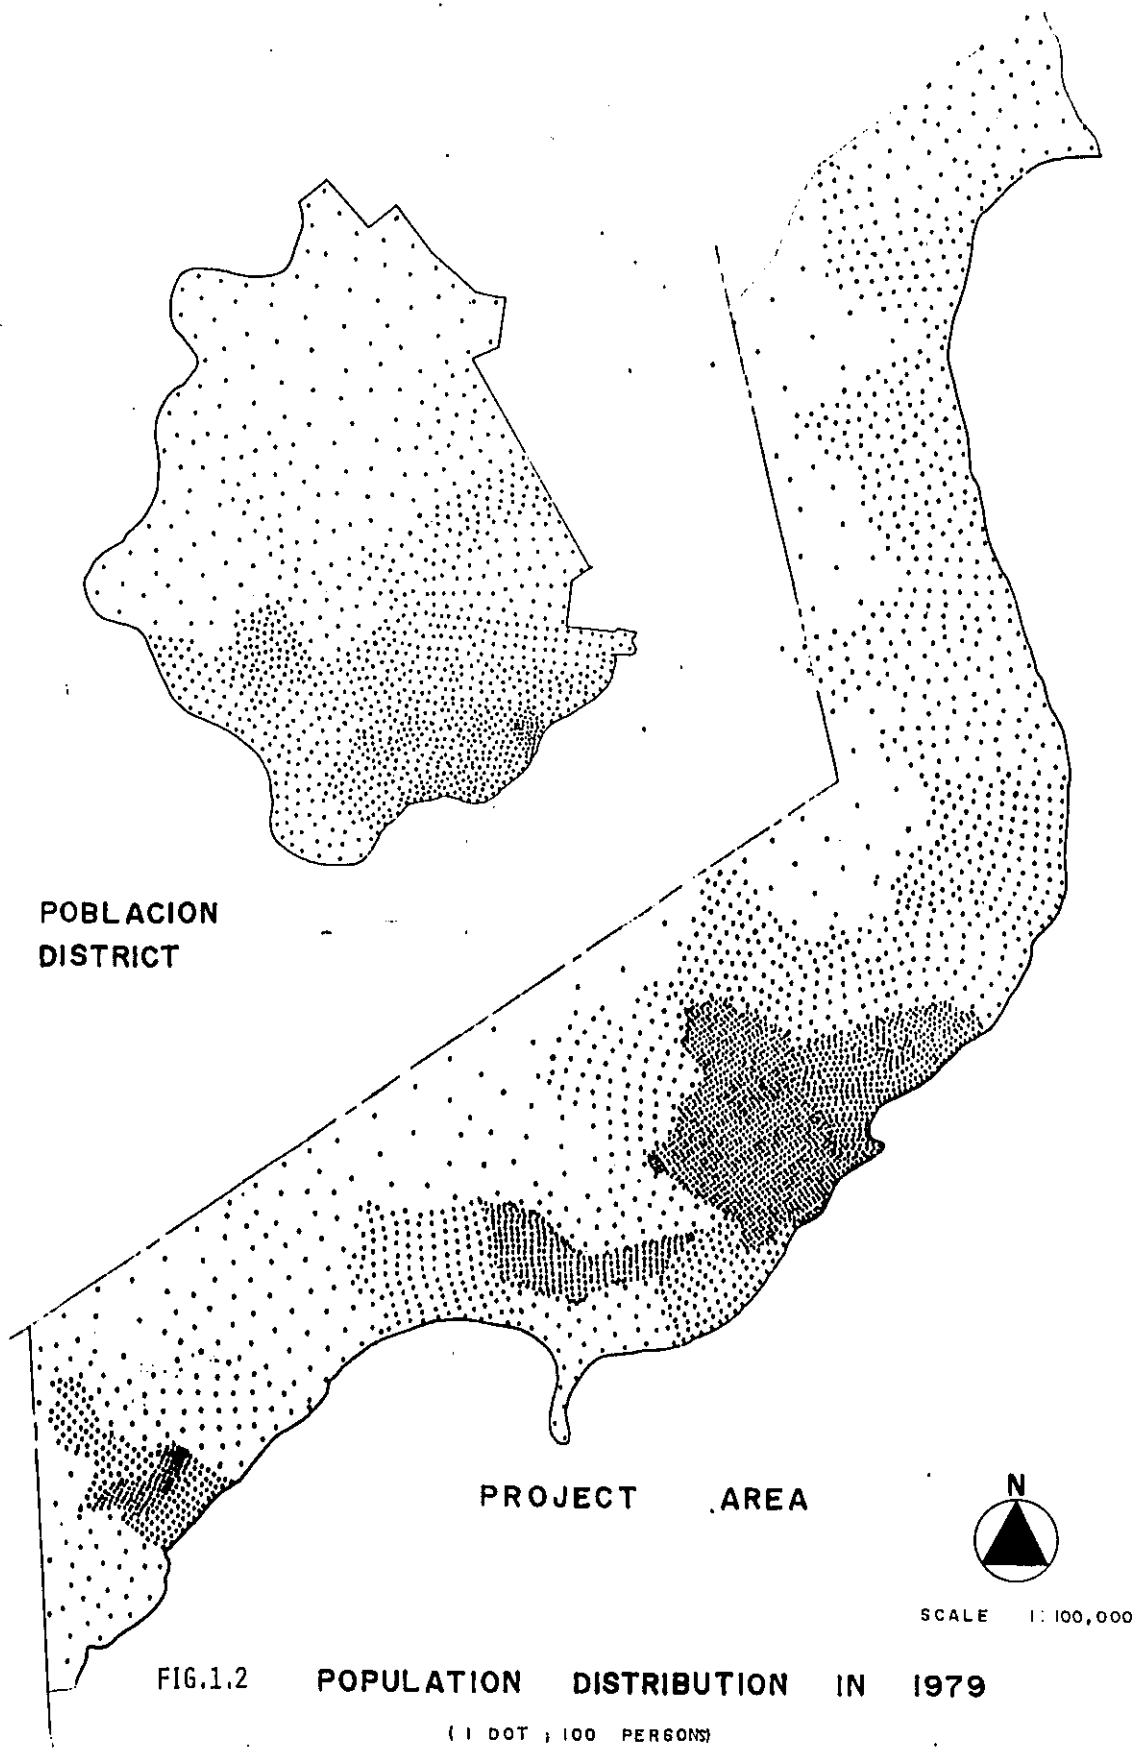 POBLACION
DISTRICT
PROJECT AREA
N
SCALE 1:100,000
FIG.1.2 POPULATION DISTRIBUTION IN 1979
(1 DOT ; 100 PERSONS)